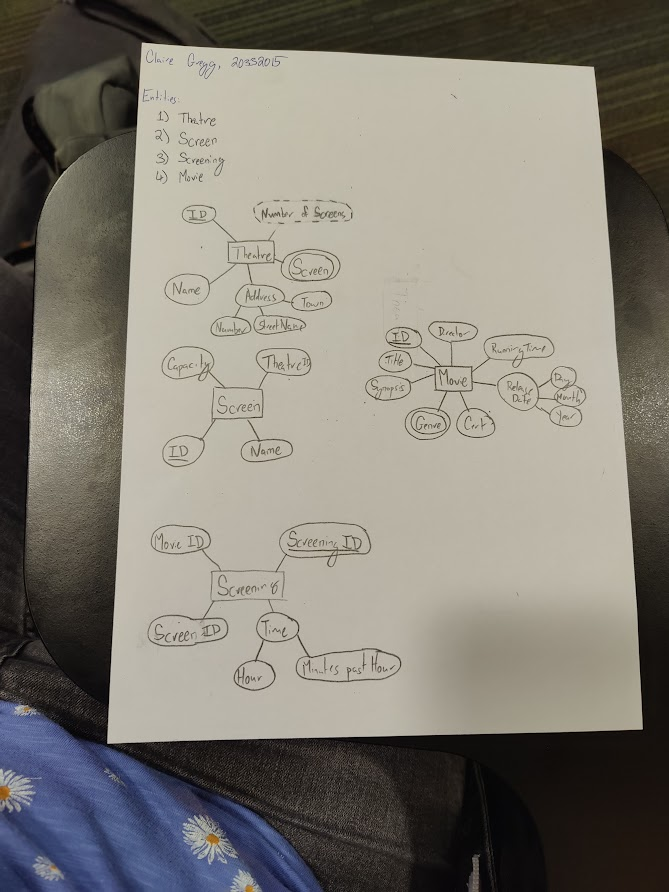 Claire Gregg, 20332015
Entities:
1) Theatre
2) Screen
3) Screening
4) Movie
ID
Number of Screens
Theatre
Screen
Name
Address
Town
Number
Street Name
Capacity
Theatre ID
Screen
ID
Name
ID
Director
Running Time
Title
Movie
Synopsis
Release
Date
Day
Month
Year
Genre
Cert
Movie ID
Screening ID
Screening
Screen ID
Time
Hour
Minutes past Hour